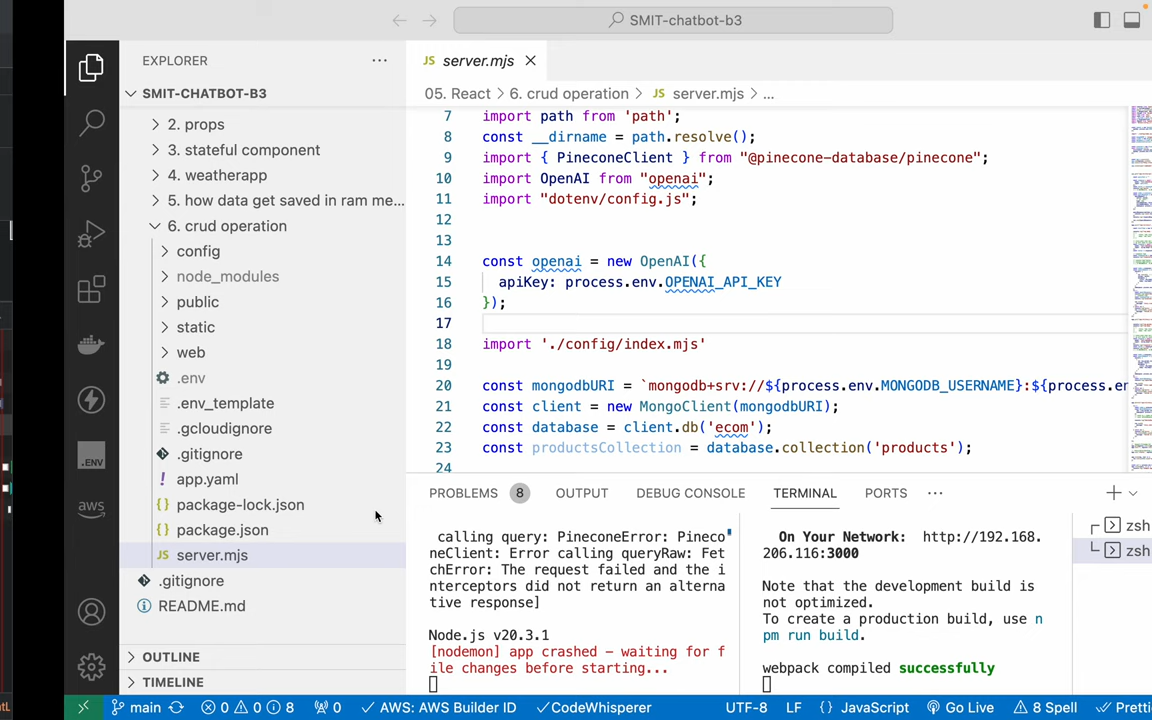 SMIT-chatbot-b3
EXPLORER
SMIT-CHATBOT-B3
2. props
3. stateful component
4. weatherapp
5. how data get saved in ram me...
6. crud operation
config
node_modules
public
static
web
.env
.env_template
.gcloudignore
.gitignore
app.yaml
package-lock.json
package.json
JS server.mjs
.gitignore
README.md
OUTLINE
TIMELINE
.ENV
aws
JS server.mjs
05. React > 6. crud operation > JS server.mjs > ...
7 import path from 'path';
8 const __dirname = path.resolve();
9 import { PineconeClient } from "@pinecone-database/pinecone";
10 import OpenAI from "openai";
11 import "dotenv/config.js";
12
13
14 const openai = new OpenAI({
15 apiKey: process.env.OPENAI_API_KEY
16 });
17
18 import './config/index.mjs'
19
20 const mongodbURI = `mongodb+srv://${process.env.MONGODB_USERNAME}:${process.en
21 const client = new MongoClient(mongodbURI);
22 const database = client.db('ecom');
23 const productsCollection = database.collection('products');
24
PROBLEMS 8 OUTPUT DEBUG CONSOLE TERMINAL PORTS ...
calling query: PineconeError: Pineco
neClient: Error calling queryRaw: Fet
chError: The request failed and the i
nterceptors did not return an alterna
tive response]
Node.js v20.3.1
[nodemon] app crashed - waiting for f
ile changes before starting...
On Your Network: http://192.168.
206.116:3000
Note that the development build is
not optimized.
To create a production build, use n
pm run build.
webpack compiled successfully
zsh
zsh
main 0 0 8 0 AWS: AWS Builder ID CodeWhisperer UTF-8 LF {} JavaScript Go Live 8 Spell Pretti